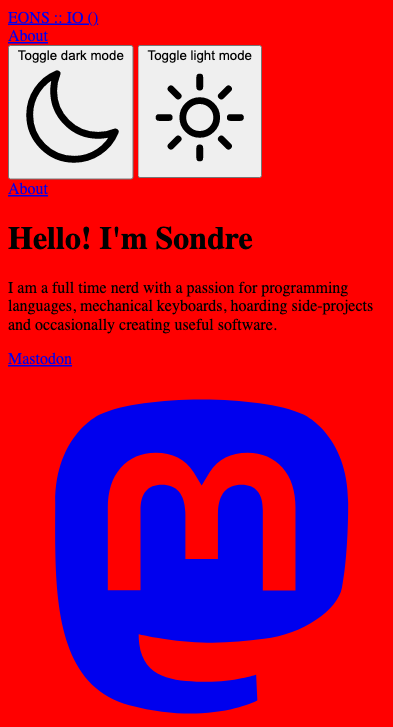 EONS :: IO ()
About
Toggle dark mode Toggle light mode
About
Hello! I'm Sondre
I am a full time nerd with a passion for programming
languages, mechanical keyboards, hoarding side-projects
and occasionally creating useful software.
Mastodon